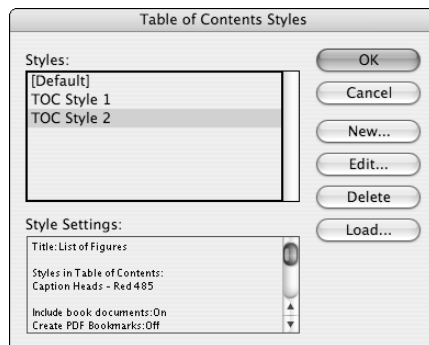 Table of Contents Styles
Styles:
[Default]
TOC Style 1
TOC Style 2
OK
Cancel
New...
Edit...
Delete
Load...
Style Settings:
Title:List of Figures
Styles in Table of Contents:
Caption Heads - Red 485
Include book documents:On
Create PDF Bookmarks:Off